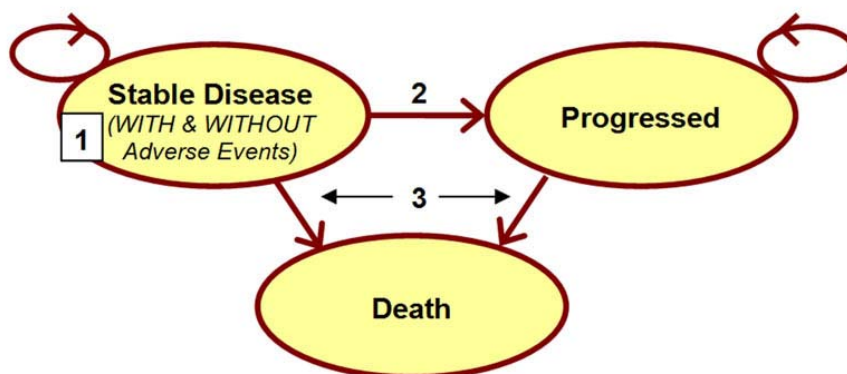 Stable Disease
(WITH & WITHOUT
Adverse Events)
1
2
Progressed
3
Death